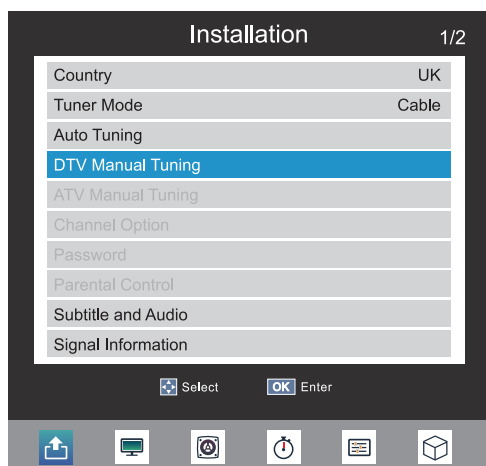 Installation 1/2
Country UK
Tuner Mode Cable
Auto Tuning
DTV Manual Tuning
ATV Manual Tuning
Channel Option
Password
Parental Control
Subtitle and Audio
Signal Information
Select OK Enter